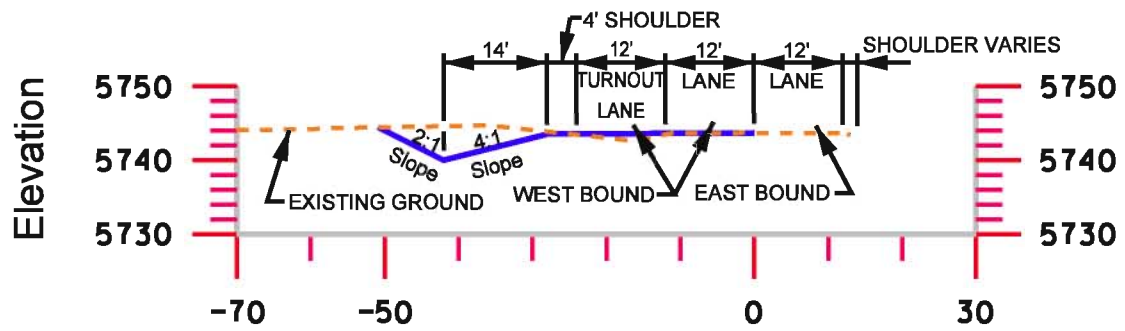 4' SHOULDER
14'
12'
12'
12'
SHOULDER VARIES
TURNOUT
LANE
LANE
LANE
5750
5750
2:1
Slope
4:1
Slope
5740
5740
EXISTING GROUND
WEST BOUND
EAST BOUND
5730
5730
Elevation
-70
-50
0
30